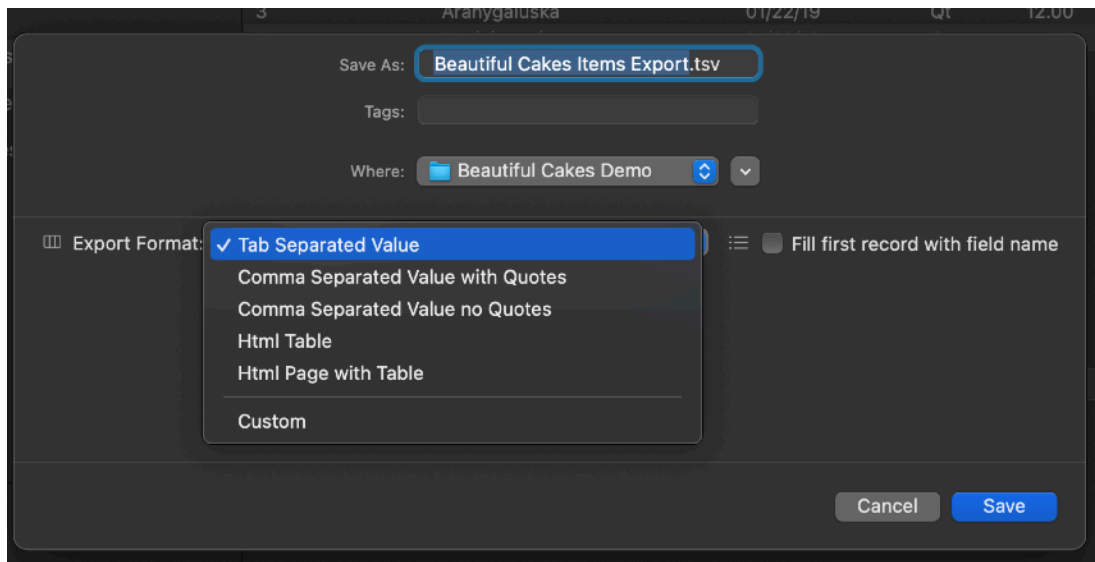 3 Aranygaluska 01/22/19 Qt 12.00
Save As: Beautiful Cakes Items Export.tsv
Tags:
Where: Beautiful Cakes Demo
Export Format: ✓ Tab Separated Value Fill first record with field name
Comma Separated Value with Quotes
Comma Separated Value no Quotes
Html Table
Html Page with Table
Custom
Cancel Save